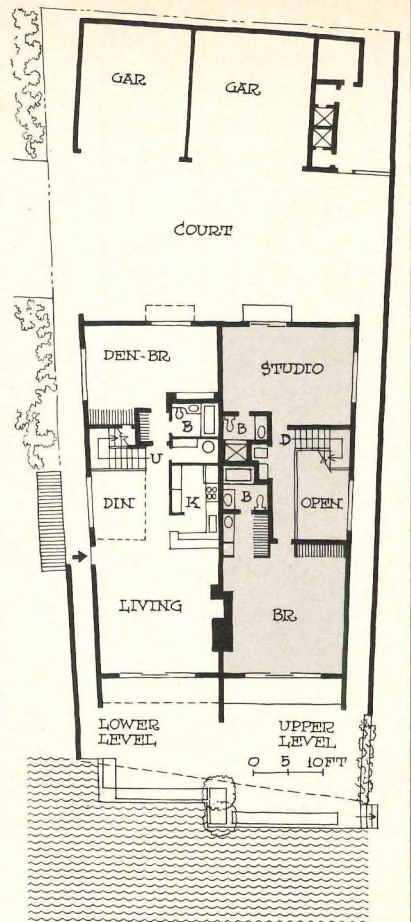 GAR
GAR
COURT
DEN-BR
STUDIO
B
B
U
D
DIN
K
B
OPEN
LIVING
BR
LOWER
LEVEL
UPPER
LEVEL
0 5 10FT